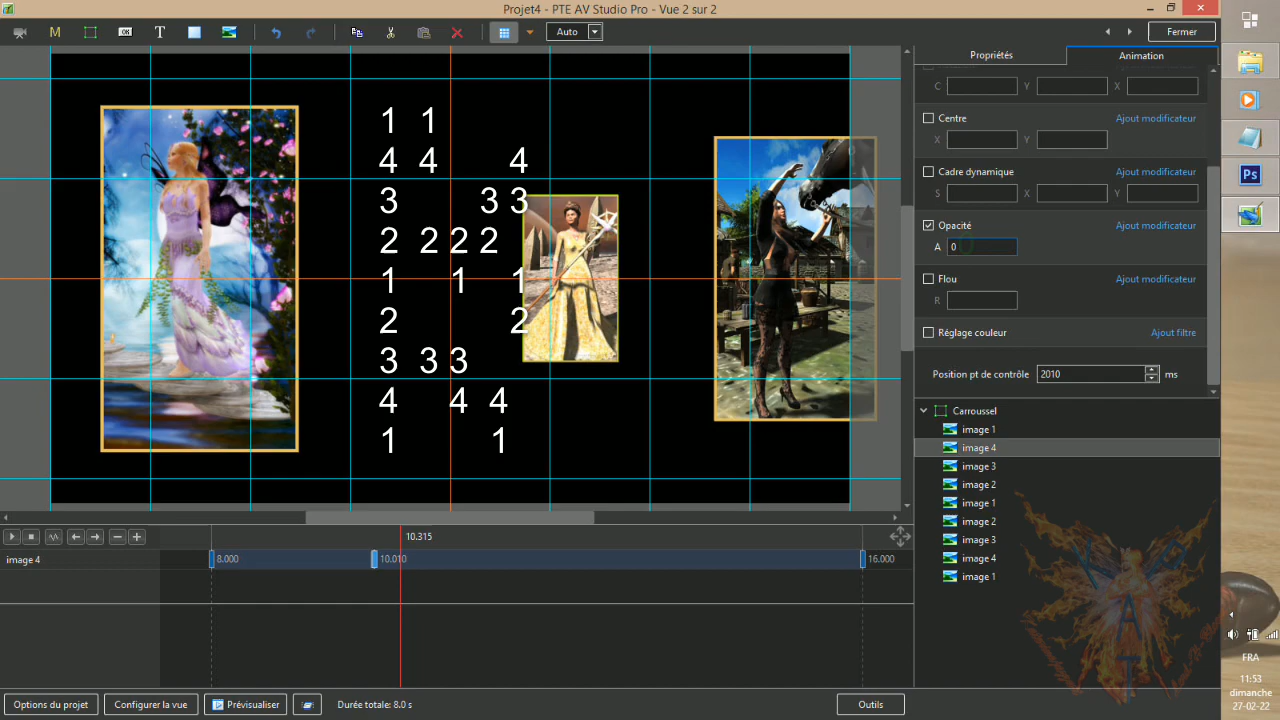 Projet4 - PTE AV Studio Pro - Vue 2 sur 2
M OK T Auto Fermer
Propriétés Animation
C Y X
Centre Ajout modificateur
X Y
Cadre dynamique Ajout modificateur
S X Y
Opacité Ajout modificateur
A 0
Flou Ajout modificateur
R
Réglage couleur Ajout filtre
Position pt de contrôle 2010 ms
1 1
4 4 4
3 3 3
2 2 2 2
1 1 1
2 2
3 3 3
4 4 4
1 1
Carroussel
image 1
image 4
image 3
image 2
image 1
image 2
image 3
image 4
image 1
10.315
image 4 8.000 10.010 16.000
Options du projet Configurer la vue Prévisualiser Durée totale: 8.0 s Outils
Ps
FRA
11:53
dimanche
27-02-22